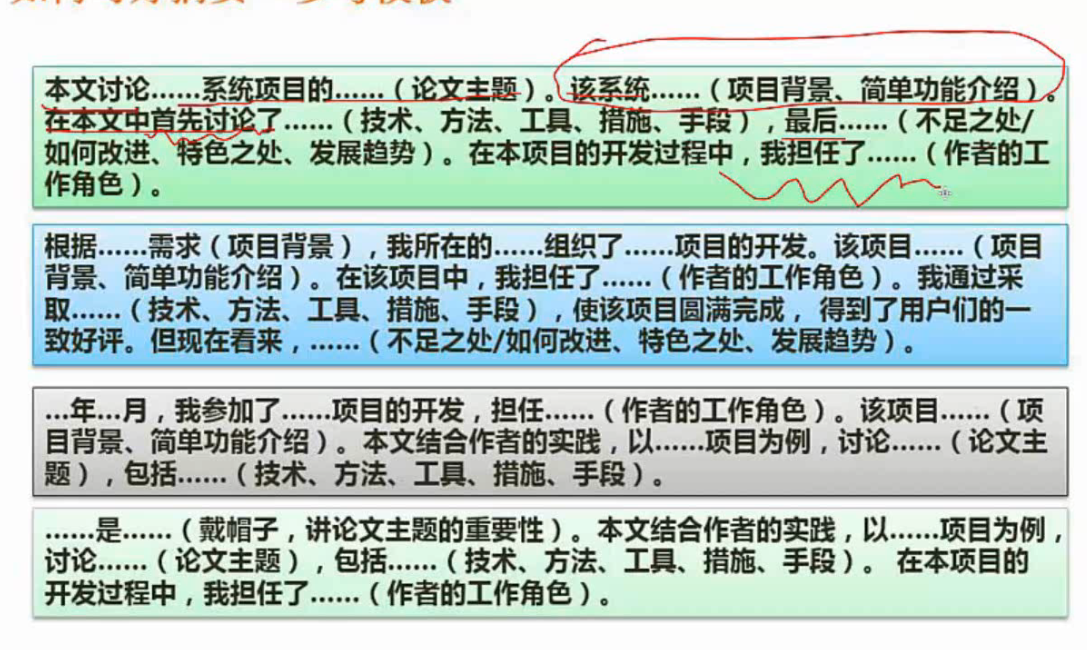 本文讨论......系统项目的......（论文主题）。该系统......（项目背景、简单功能介绍）。
在本文中首先讨论了......（技术、方法、工具、措施、手段），最后......（不足之处/
如何改进、特色之处、发展趋势）。在本项目的开发过程中，我担任了......（作者的工
作角色）。
根据......需求（项目背景），我所在的......组织了......项目的开发。该项目......（项目
背景、简单功能介绍）。在该项目中，我担任了......（作者的工作角色）。我通过采
取......（技术、方法、工具、措施、手段），使该项目圆满完成， 得到了用户们的一
致好评。但现在看来，......（不足之处/如何改进、特色之处、发展趋势）。
...年...月，我参加了......项目的开发，担任......（作者的工作角色）。该项目......（项
目背景、简单功能介绍）。本文结合作者的实践，以......项目为例，讨论......（论文主
题），包括......（技术、方法、工具、措施、手段）。
......是......（戴帽子，讲论文主题的重要性）。本文结合作者的实践，以......项目为例，
讨论......（论文主题），包括......（技术、方法、工具、措施、手段）。 在本项目的
开发过程中，我担任了......（作者的工作角色）。